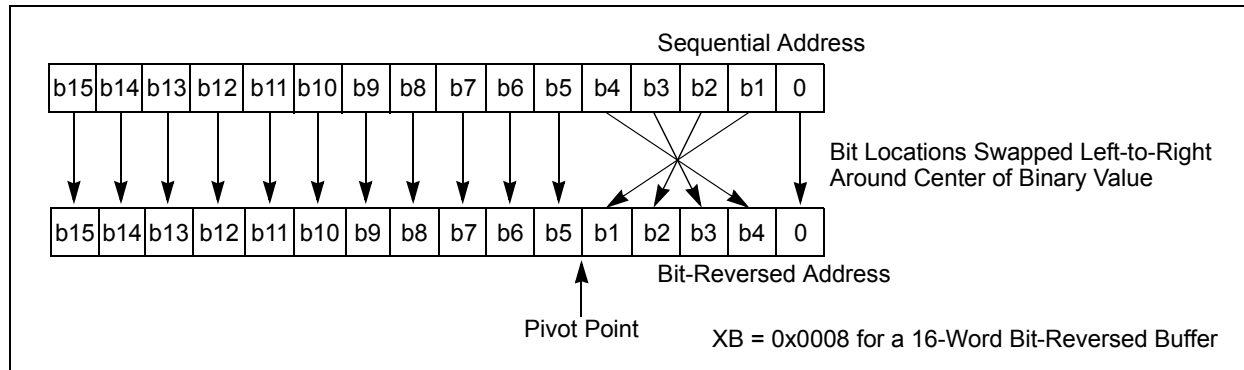 Sequential Address
b15 b14 b13 b12 b11 b10 b9 b8 b7 b6 b5 b4 b3 b2 b1 0
Bit Locations Swapped Left-to-Right
Around Center of Binary Value
b15 b14 b13 b12 b11 b10 b9 b8 b7 b6 b5 b1 b2 b3 b4 0
Bit-Reversed Address
Pivot Point
XB = 0x0008 for a 16-Word Bit-Reversed Buffer